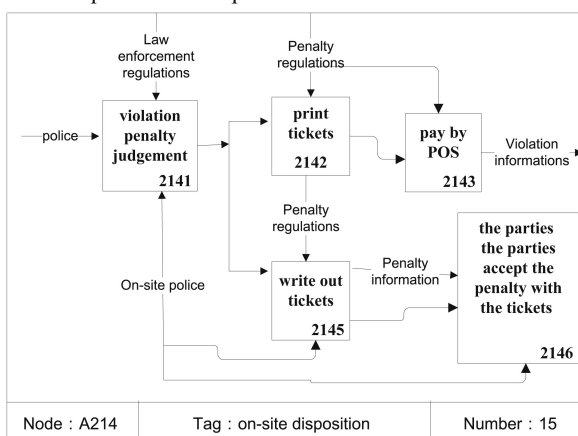 Law
enforcement
regulations
Penalty
regulations
police
violation
penalty
judgement
2141
print
tickets
2142
pay by
POS
2143
Violation
informations
Penalty
regulations
On-site police
write out
tickets
2145
Penalty
information
the parties
the parties
accept the
penalty with
the tickets
2146
Node : A214
Tag : on-site disposition
Number : 15